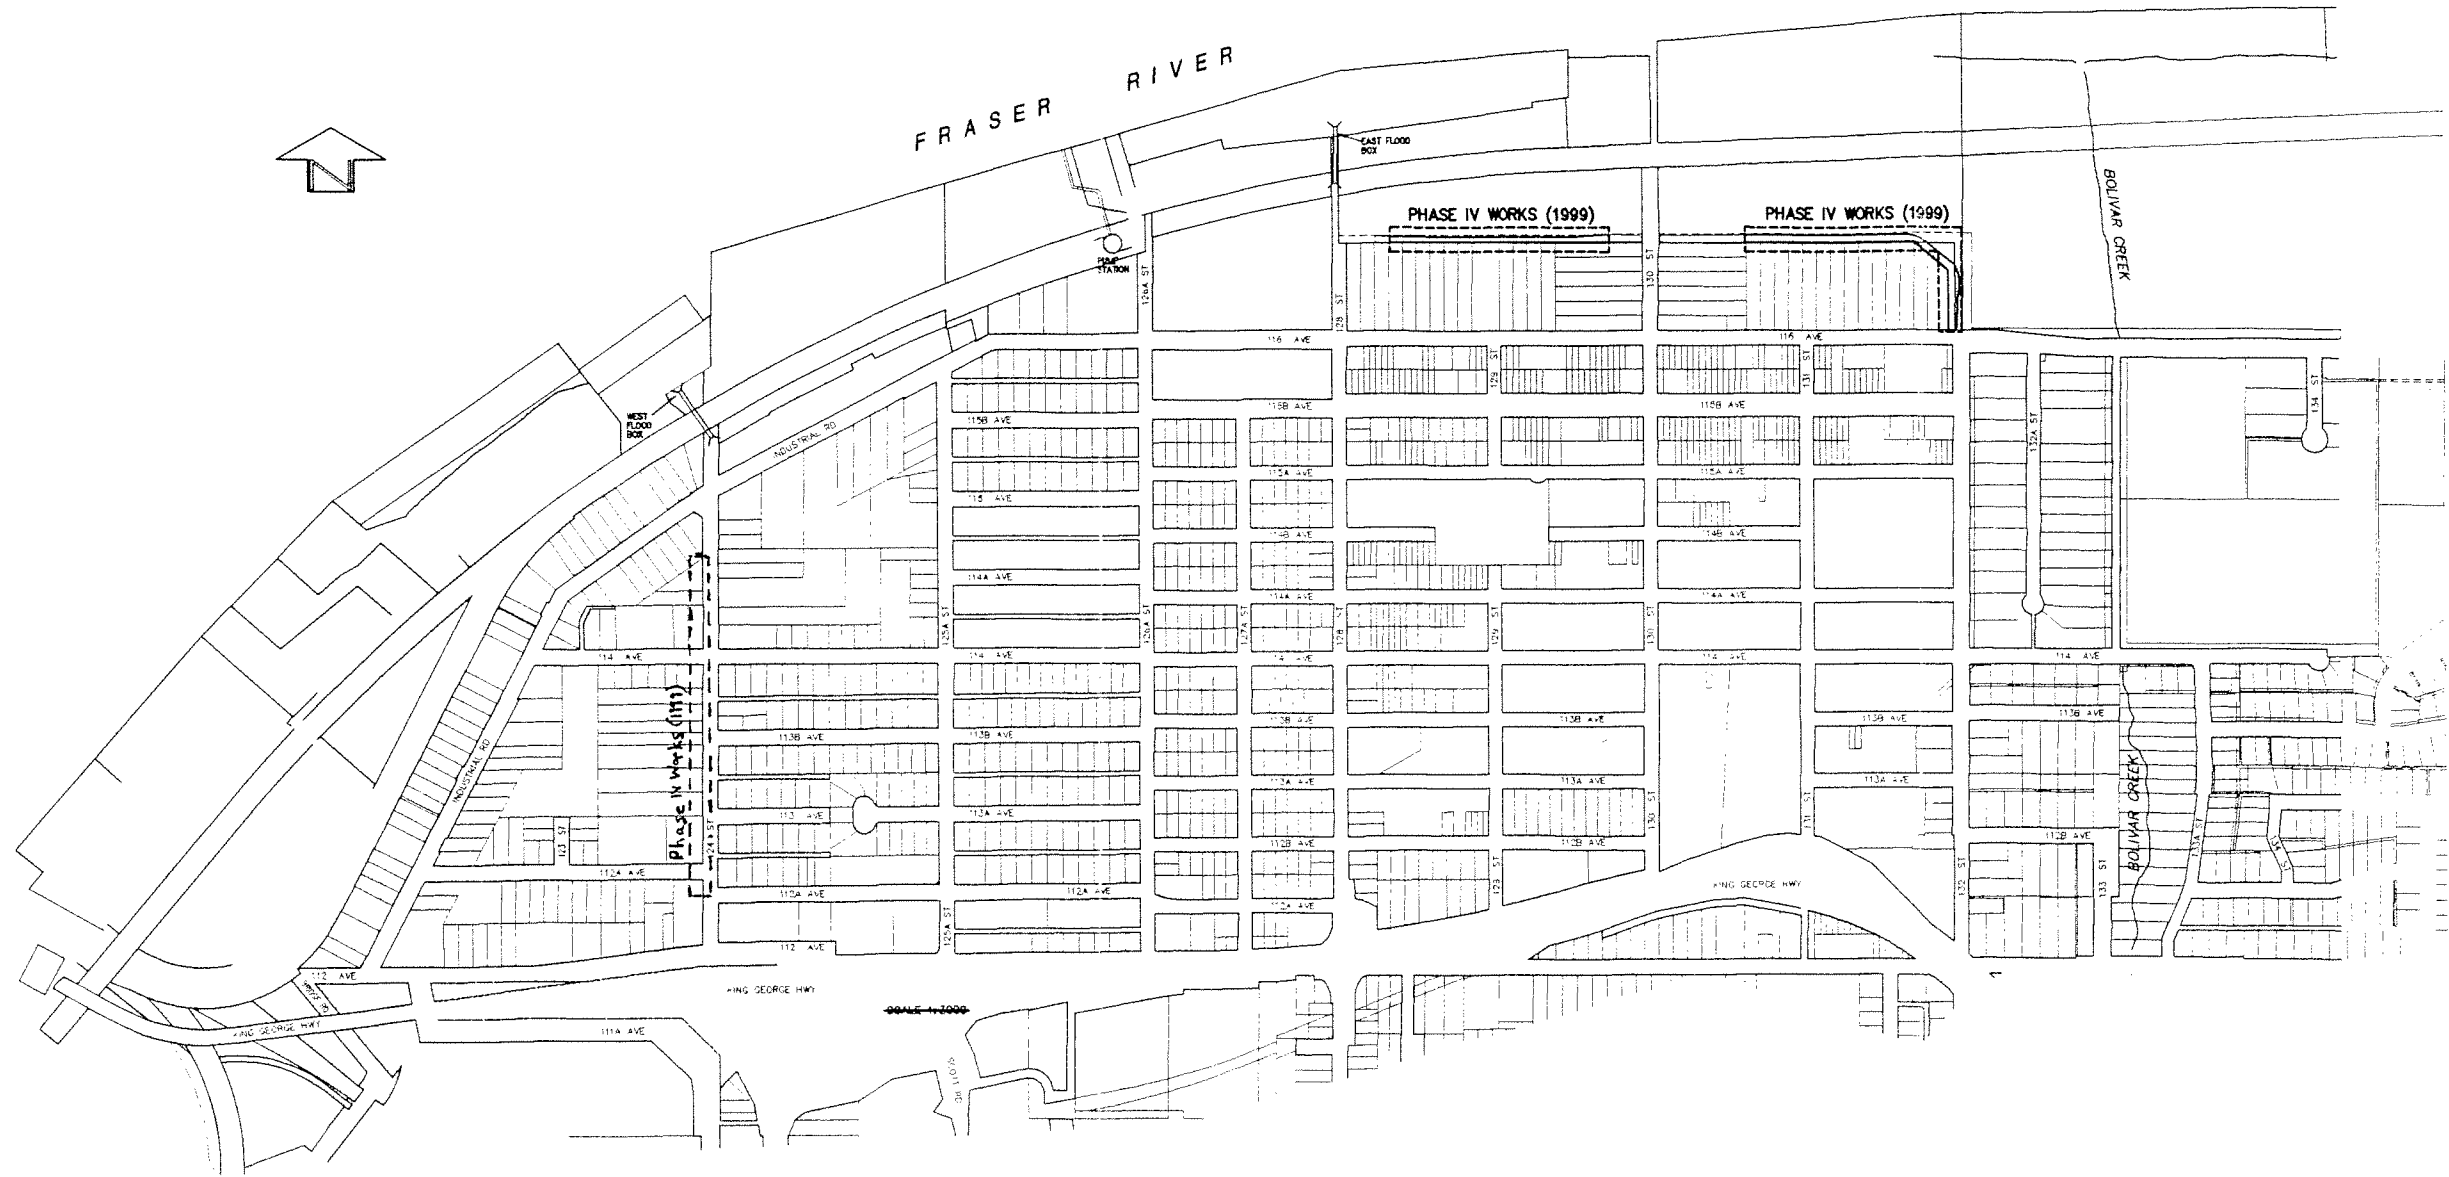 FRASER RIVER
N
EAST FLOOD
BOX
BOLIVAR CREEK
PHASE IV WORKS (1999)
PHASE IV WORKS (1999)
PUMP
STATION
126A ST
128 ST
130 ST
116 AVE
116 AVE
129 ST
131 ST
132A ST
134 ST
WEST
FLOOD
BOX
INDUSTRIAL RD
115B AVE
115B AVE
115B AVE
115A AVE
115A AVE
115 AVE
114B AVE
114B AVE
114A AVE
114A AVE
114A AVE
125A ST
126A ST
127A ST
128 ST
129 ST
130 ST
114 AVE
114 AVE
114 AVE
114 AVE
114 AVE
Phase IV Works (1999)
INDUSTRIAL RD
113B AVE
113B AVE
113B AVE
113B AVE
113B AVE
113B AVE
113A AVE
113A AVE
113A AVE
113A AVE
113 AVE
124 ST
123 ST
130 ST
131 ST
BOLIVAR CREEK
133A ST
112B AVE
112B AVE
112B AVE
112A AVE
112A AVE
112A AVE
112A AVE
125A ST
129 ST
132 ST
133 ST
KING GEORGE HWY
112 AVE
112 AVE
KING GEORGE HWY
KING GEORGE HWY
SCALE 1:3000
111A AVE
SCOTT RD
1